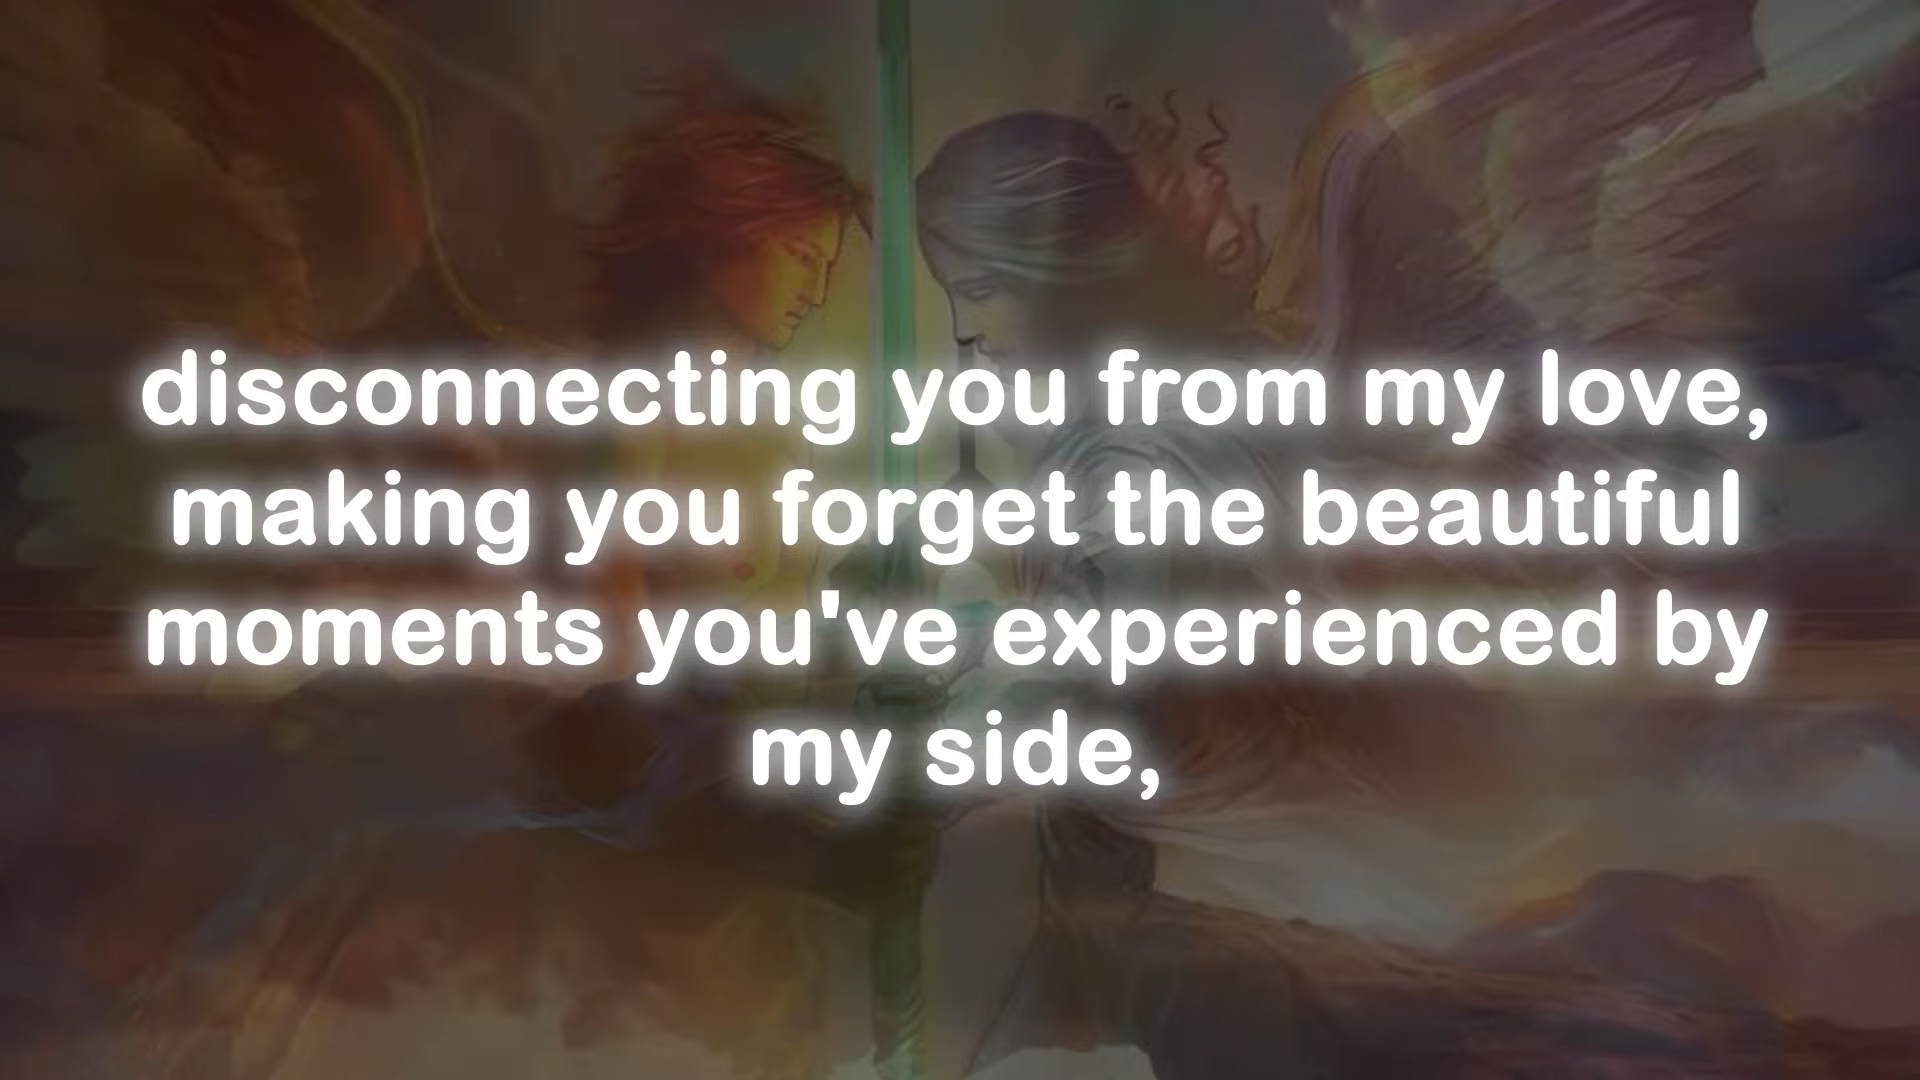 disconnecting you from my love,
making you forget the beautiful
moments you've experienced by
my side,